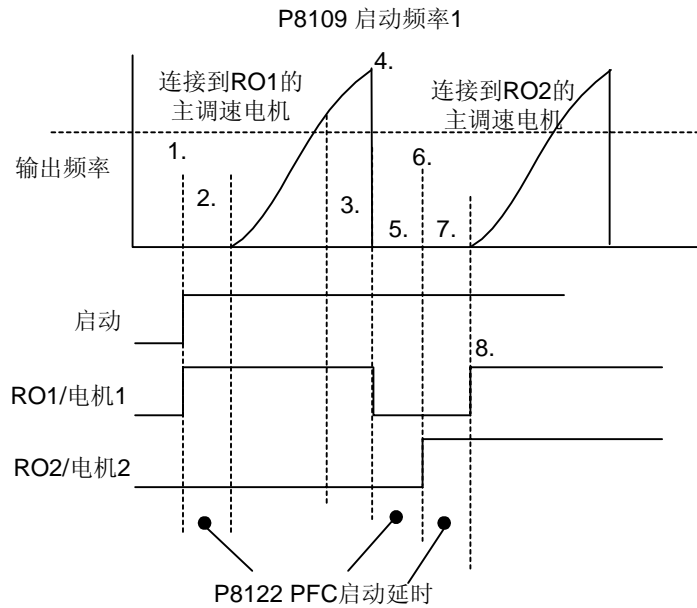 P8109 启动频率1
4.
连接到RO1的
主调速电机
连接到RO2的
主调速电机
1.
6.
输出频率
2.
3.
5.
7.
启动
8.
RO1/电机1
RO2/电机2
P8122 PFC启动延时